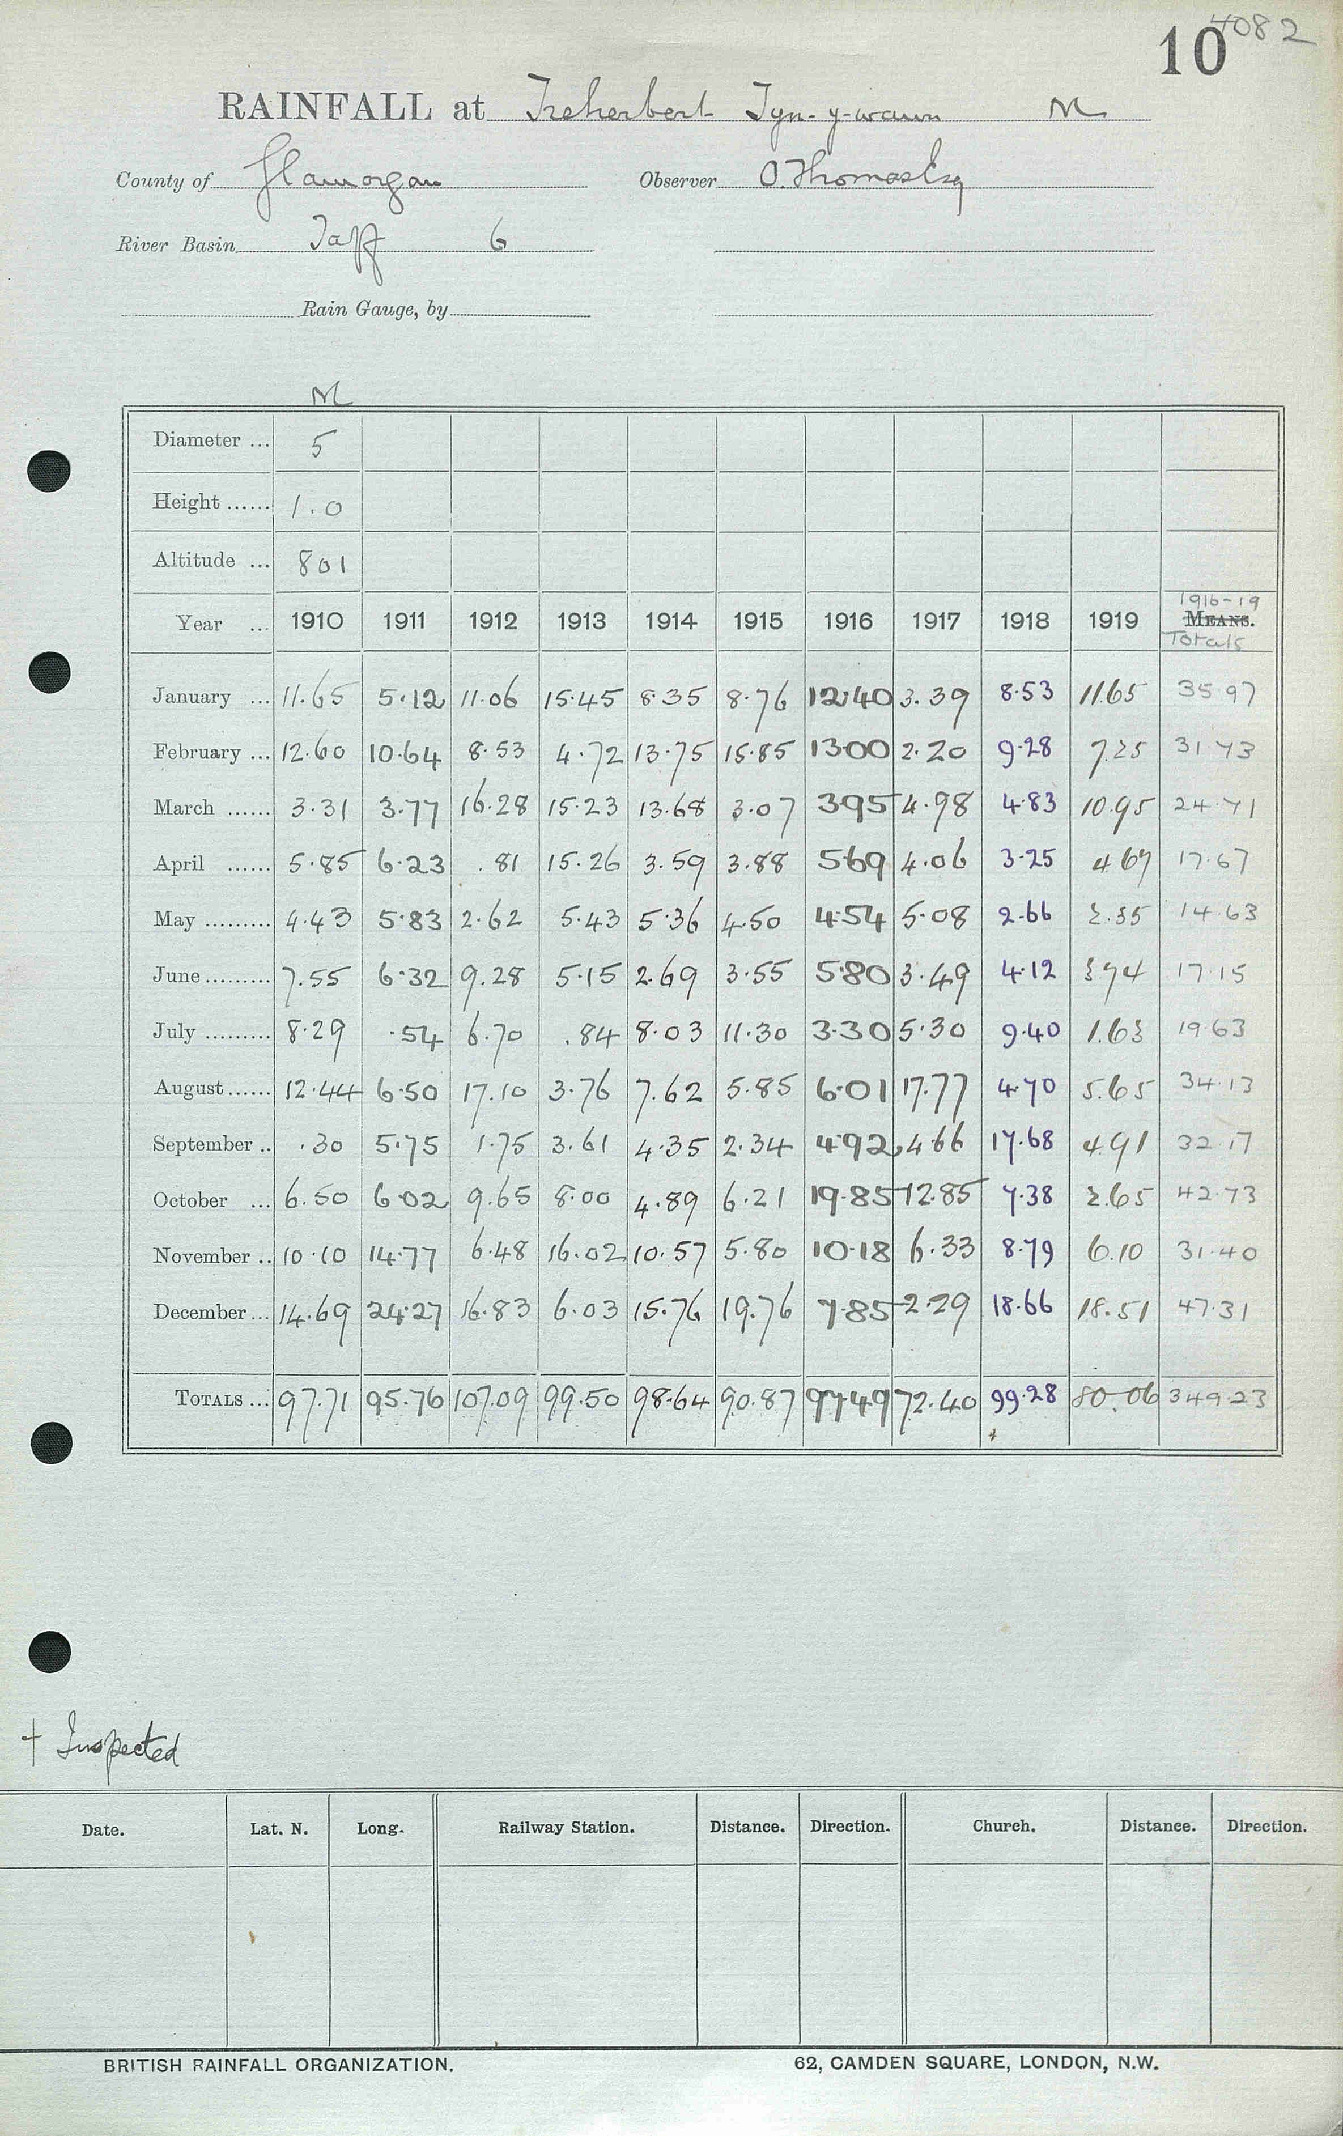 4082
10
RAINFALL at Treherbert Tyn-y-waun M
County of Glamorgan Observer O. Thomas Esq
River Basin Taff 6
Rain Gauge, by
M
Diameter ... 5
Height ...... 1.0
Altitude ... 801
1916-19
Year ... 1910 1911 1912 1913 1914 1915 1916 1917 1918 1919 MEANS.
Totals
January ... 11.65 5.12 11.06 15.45 8.35 8.76 12.40 3.39 8.53 11.65 35.97
February ... 12.60 10.64 8.53 4.72 13.75 15.85 13.00 2.20 9.28 7.25 31.73
March ...... 3.31 3.77 16.28 15.23 13.68 3.07 3.95 4.98 4.83 10.95 24.71
April ...... 5.85 6.23 .81 15.26 3.59 3.88 5.69 4.06 3.25 4.67 17.67
May ......... 4.43 5.83 2.62 5.43 5.36 4.50 4.54 5.08 2.66 2.35 14.63
June ......... 7.55 6.32 9.28 5.15 2.69 3.55 5.80 3.49 4.12 3.74 17.15
July ......... 8.29 .54 6.70 .84 8.03 11.30 3.30 5.30 9.40 1.63 19.63
August ...... 12.44 6.50 17.10 3.76 7.62 5.85 6.01 17.77 4.70 5.65 34.13
September .. .30 5.75 1.75 3.61 4.35 2.34 4.92 4.66 17.68 4.91 32.17
October ... 6.50 6.02 9.65 8.00 4.89 6.21 19.85 12.85 7.38 2.65 42.73
November .. 10.10 14.77 6.48 16.02 10.57 5.80 10.18 6.33 8.79 6.10 31.40
December ... 14.69 24.27 16.83 6.03 15.76 19.76 7.85 2.29 18.66 18.51 47.31
TOTALS ... 97.71 95.76 107.09 99.50 98.64 90.87 97.49 72.40 99.28 80.06 349.23
+
+ Inspected
Date. Lat. N. Long. Railway Station. Distance. Direction. Church. Distance. Direction.
BRITISH RAINFALL ORGANIZATION. 62, CAMDEN SQUARE, LONDON, N.W.